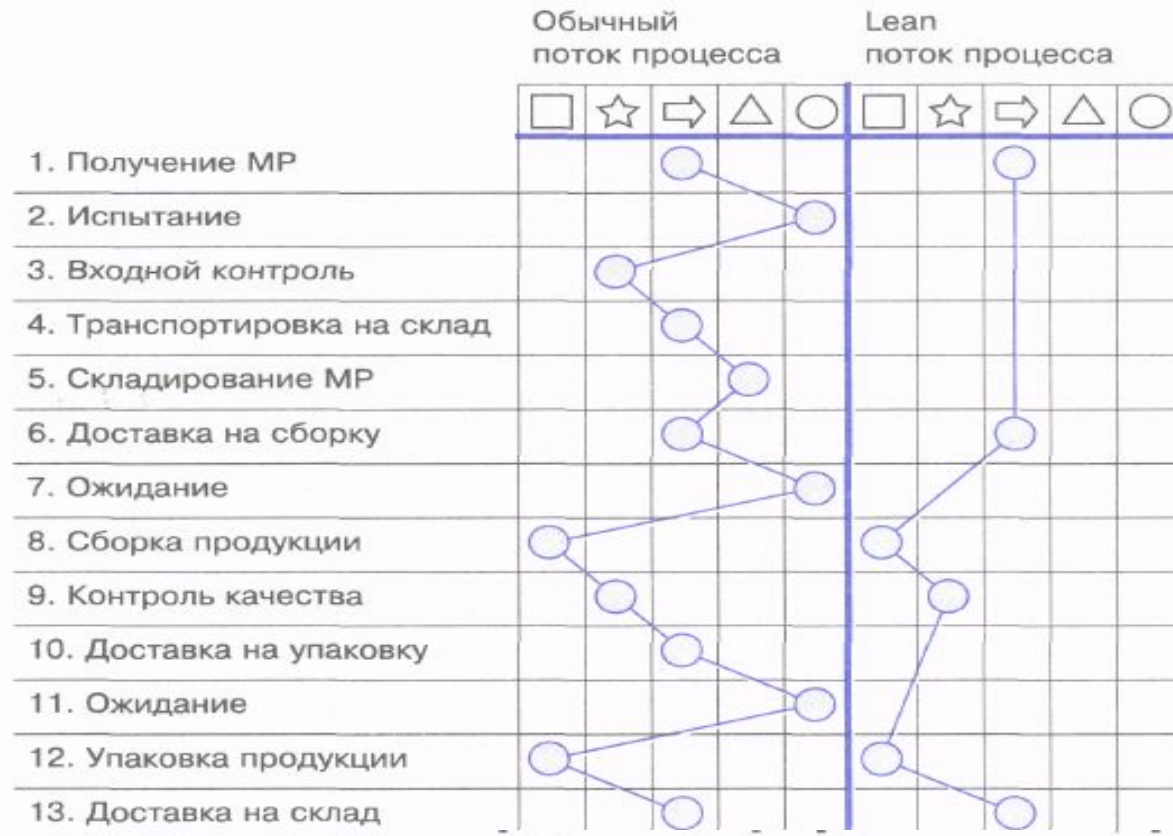 Обычный
поток процесса
Lean
поток процесса
1. Получение МР
2. Испытание
3. Входной контроль
4. Транспортировка на склад
5. Складирование МР
6. Доставка на сборку
7. Ожидание
8. Сборка продукции
9. Контроль качества
10. Доставка на упаковку
11. Ожидание
12. Упаковка продукции
13. Доставка на склад